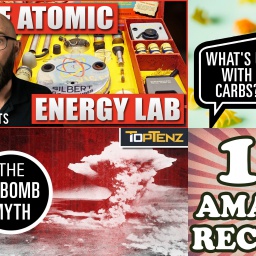 ATOMIC
ENERGY LAB
GILBERT
WHAT'S
WITH
CARBS?
TOPTENZ
THE
BOMB
MYTH
1
AMA
REC